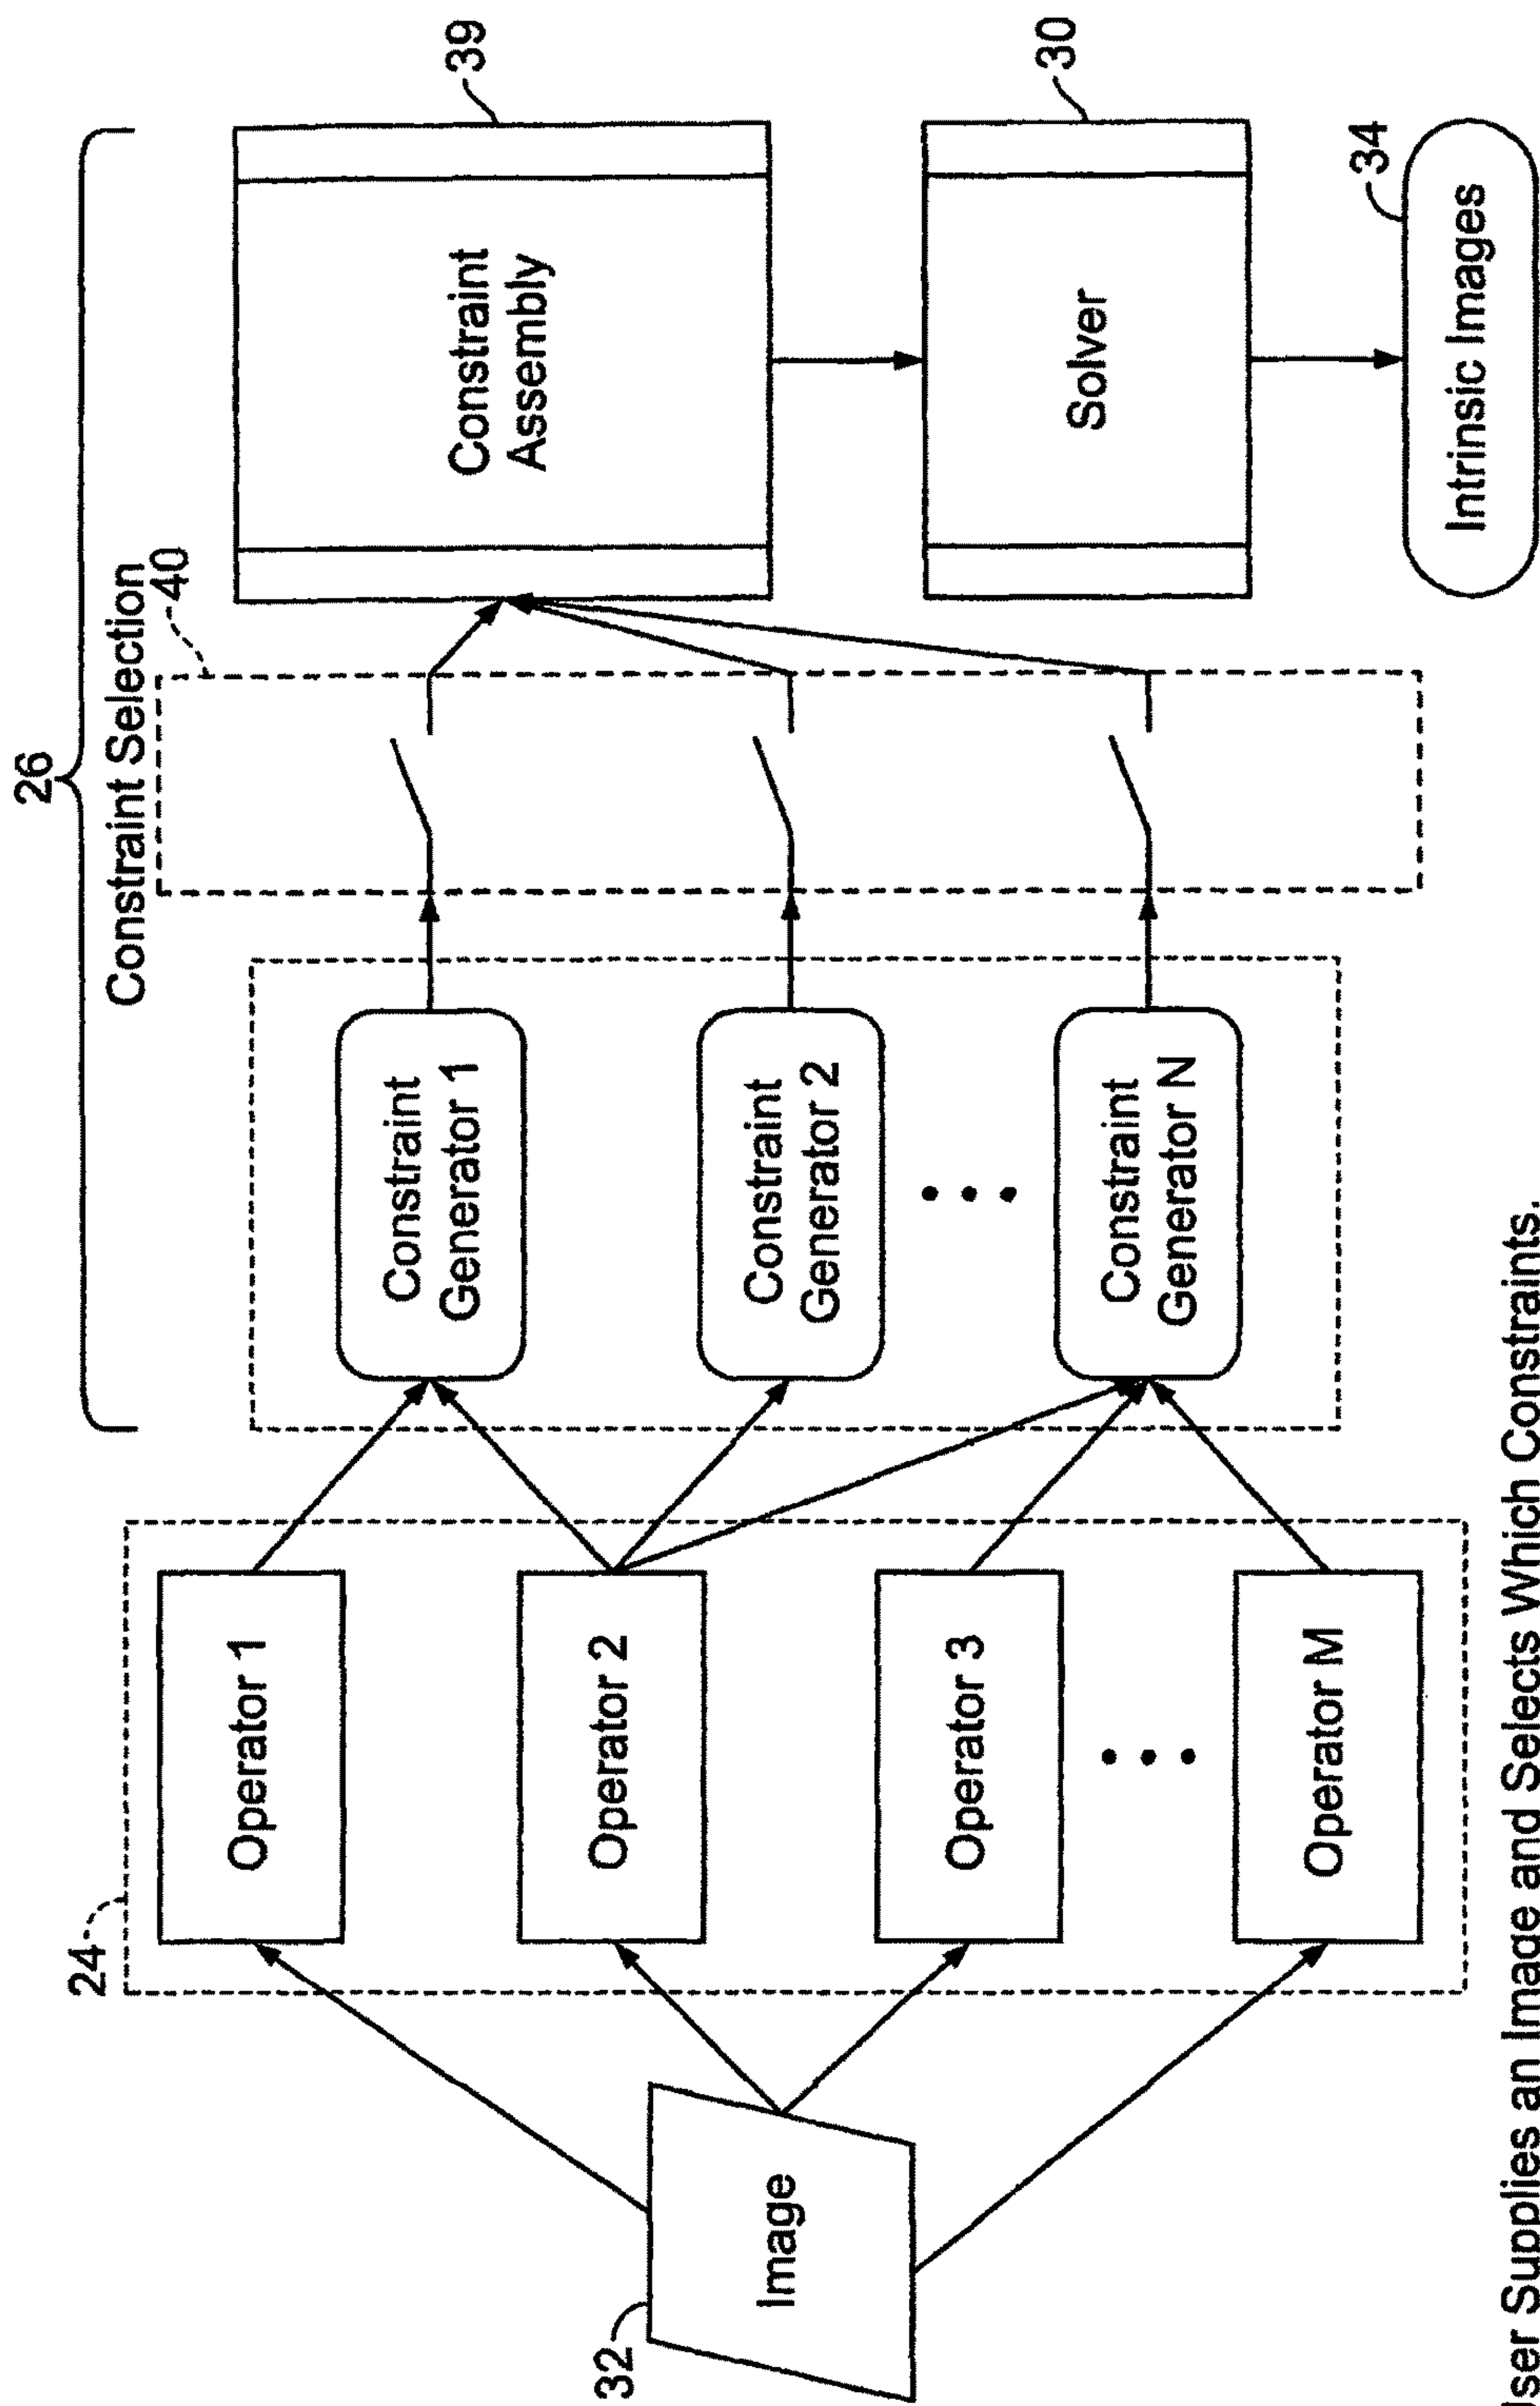 26
Constraint Selection
40
39
24
Operator 1
Constraint
Generator 1
Constraint
Assembly
32
Image
Operator 2
Constraint
Generator 2
Operator 3
30
Solver
Operator M
Constraint
Generator N
34
Intrinsic Images
Supplies an Image and Selects Which Constraints.